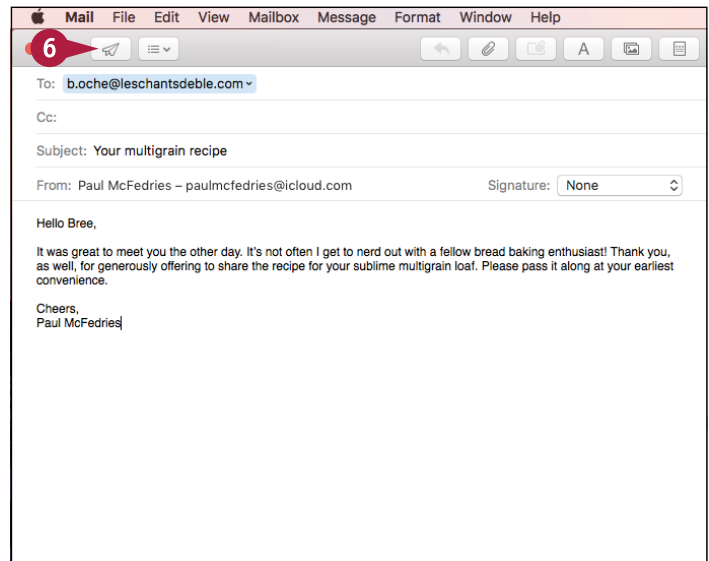 Mail File Edit View Mailbox Message Format Window Help
6
A
To: b.oche@leschantsdeble.com
Cc:
Subject: Your multigrain recipe
From: Paul McFedries – paulmcfedries@icloud.com Signature: None
Hello Bree,
It was great to meet you the other day. It's not often I get to nerd out with a fellow bread baking enthusiast! Thank you,
as well, for generously offering to share the recipe for your sublime multigrain loaf. Please pass it along at your earliest
convenience.
Cheers,
Paul McFedries